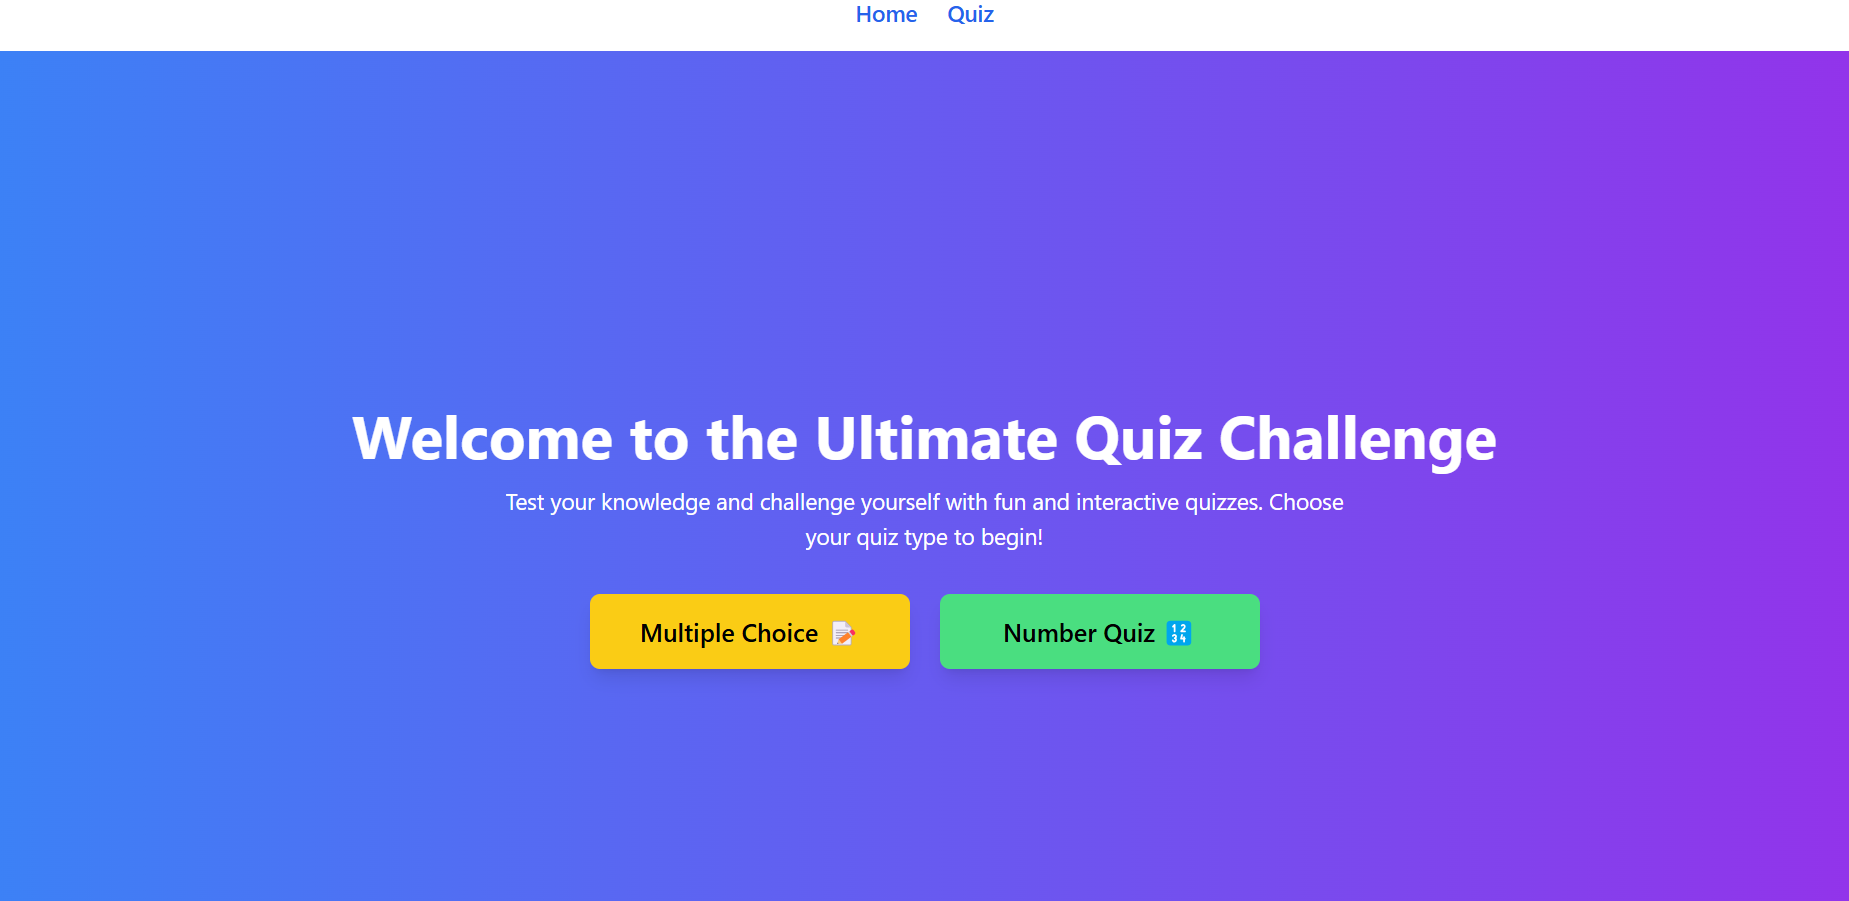 Home Quiz
Welcome to the Ultimate Quiz Challenge
Test your knowledge and challenge yourself with fun and interactive quizzes. Choose
your quiz type to begin!
Multiple Choice 📝
Number Quiz 🔢